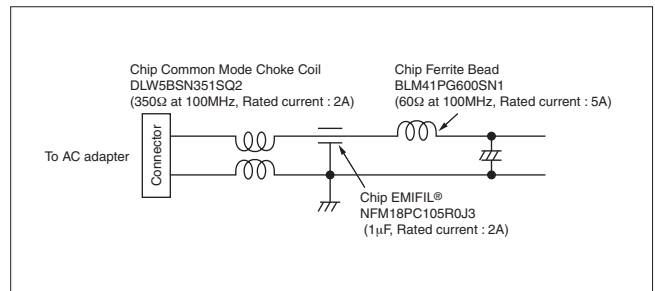 Chip Common Mode Choke Coil
DLW5BSN351SQ2
(350Ω at 100MHz, Rated current : 2A)
Chip Ferrite Bead
BLM41PG600SN1
(60Ω at 100MHz, Rated current : 5A)
To AC adapter
Connector
Chip EMIFIL®
NFM18PC105R0J3
(1μF, Rated current : 2A)